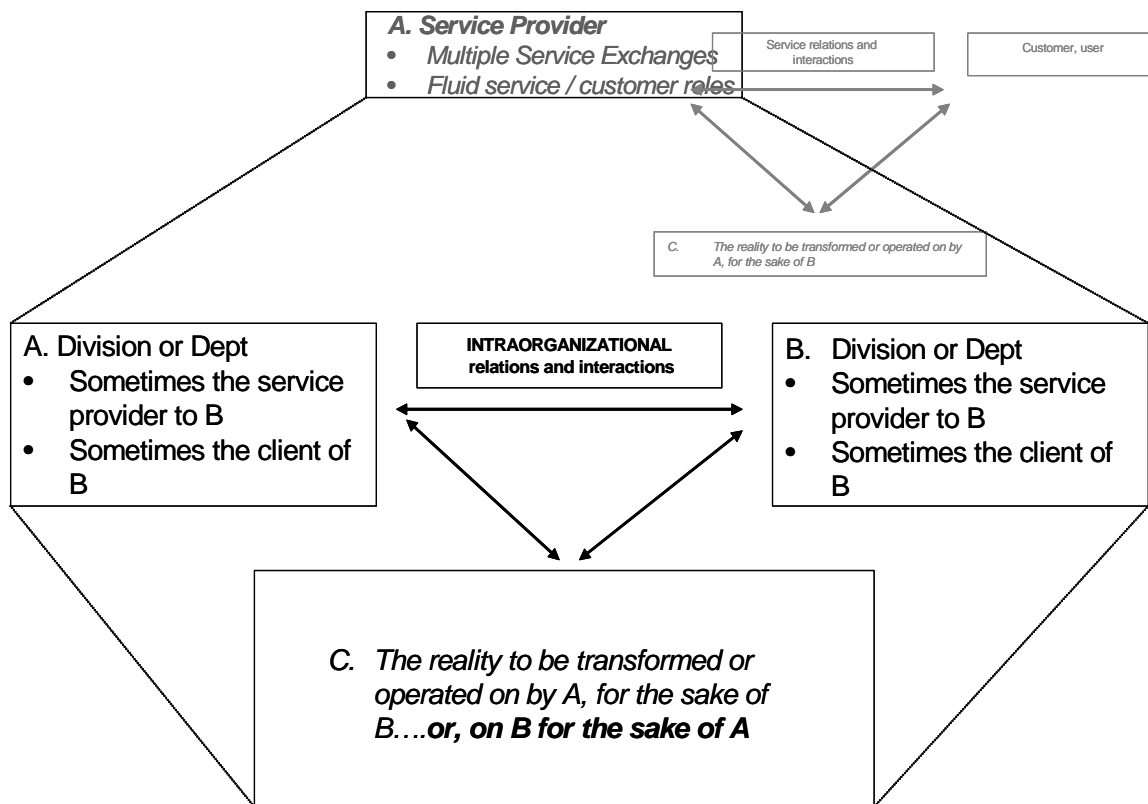 A. Service Provider
• Multiple Service Exchanges
• Fluid service / customer roles
Service relations and
interactions
Customer, user
C. The reality to be transformed or operated on by
A, for the sake of B
A. Division or Dept
• Sometimes the service
provider to B
• Sometimes the client of
B
INTRAORGANIZATIONAL
relations and interactions
B. Division or Dept
• Sometimes the service
provider to B
• Sometimes the client of
B
C. The reality to be transformed or
operated on by A, for the sake of
B….or, on B for the sake of A